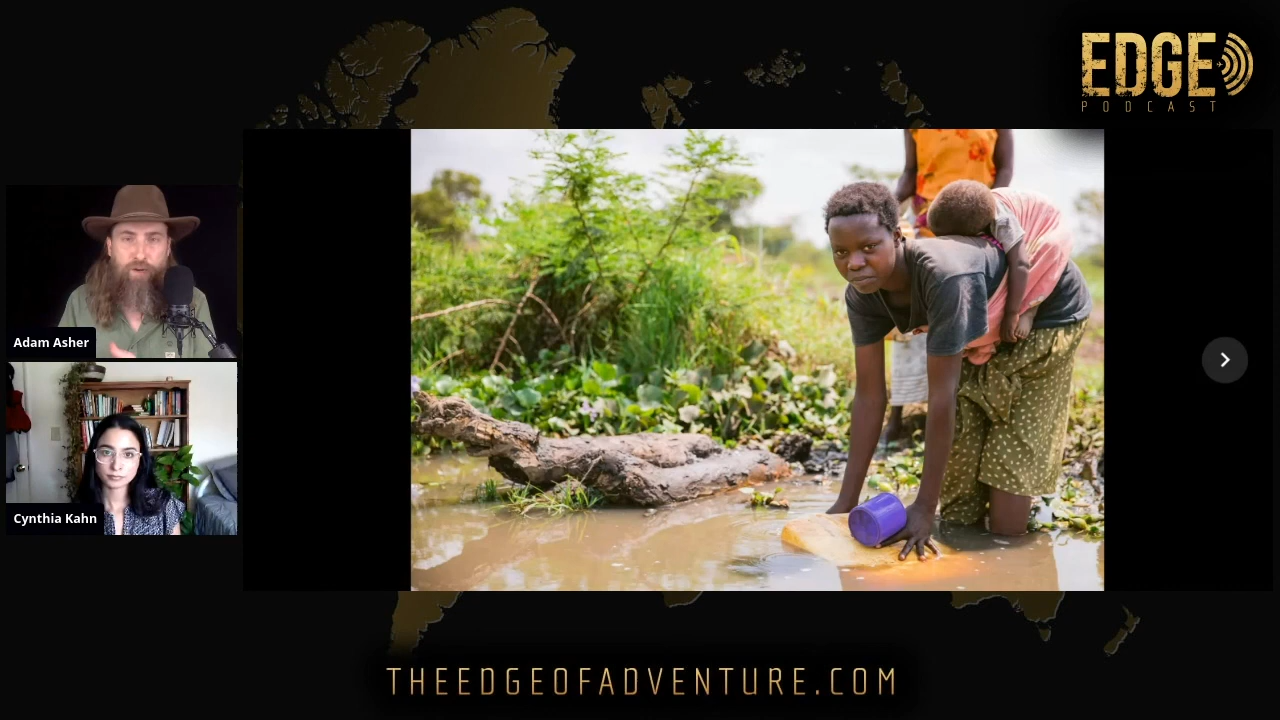 EDGE
PODCAST
Adam Asher
Cynthia Kahn
THEEDGEOFADVENTURE.COM